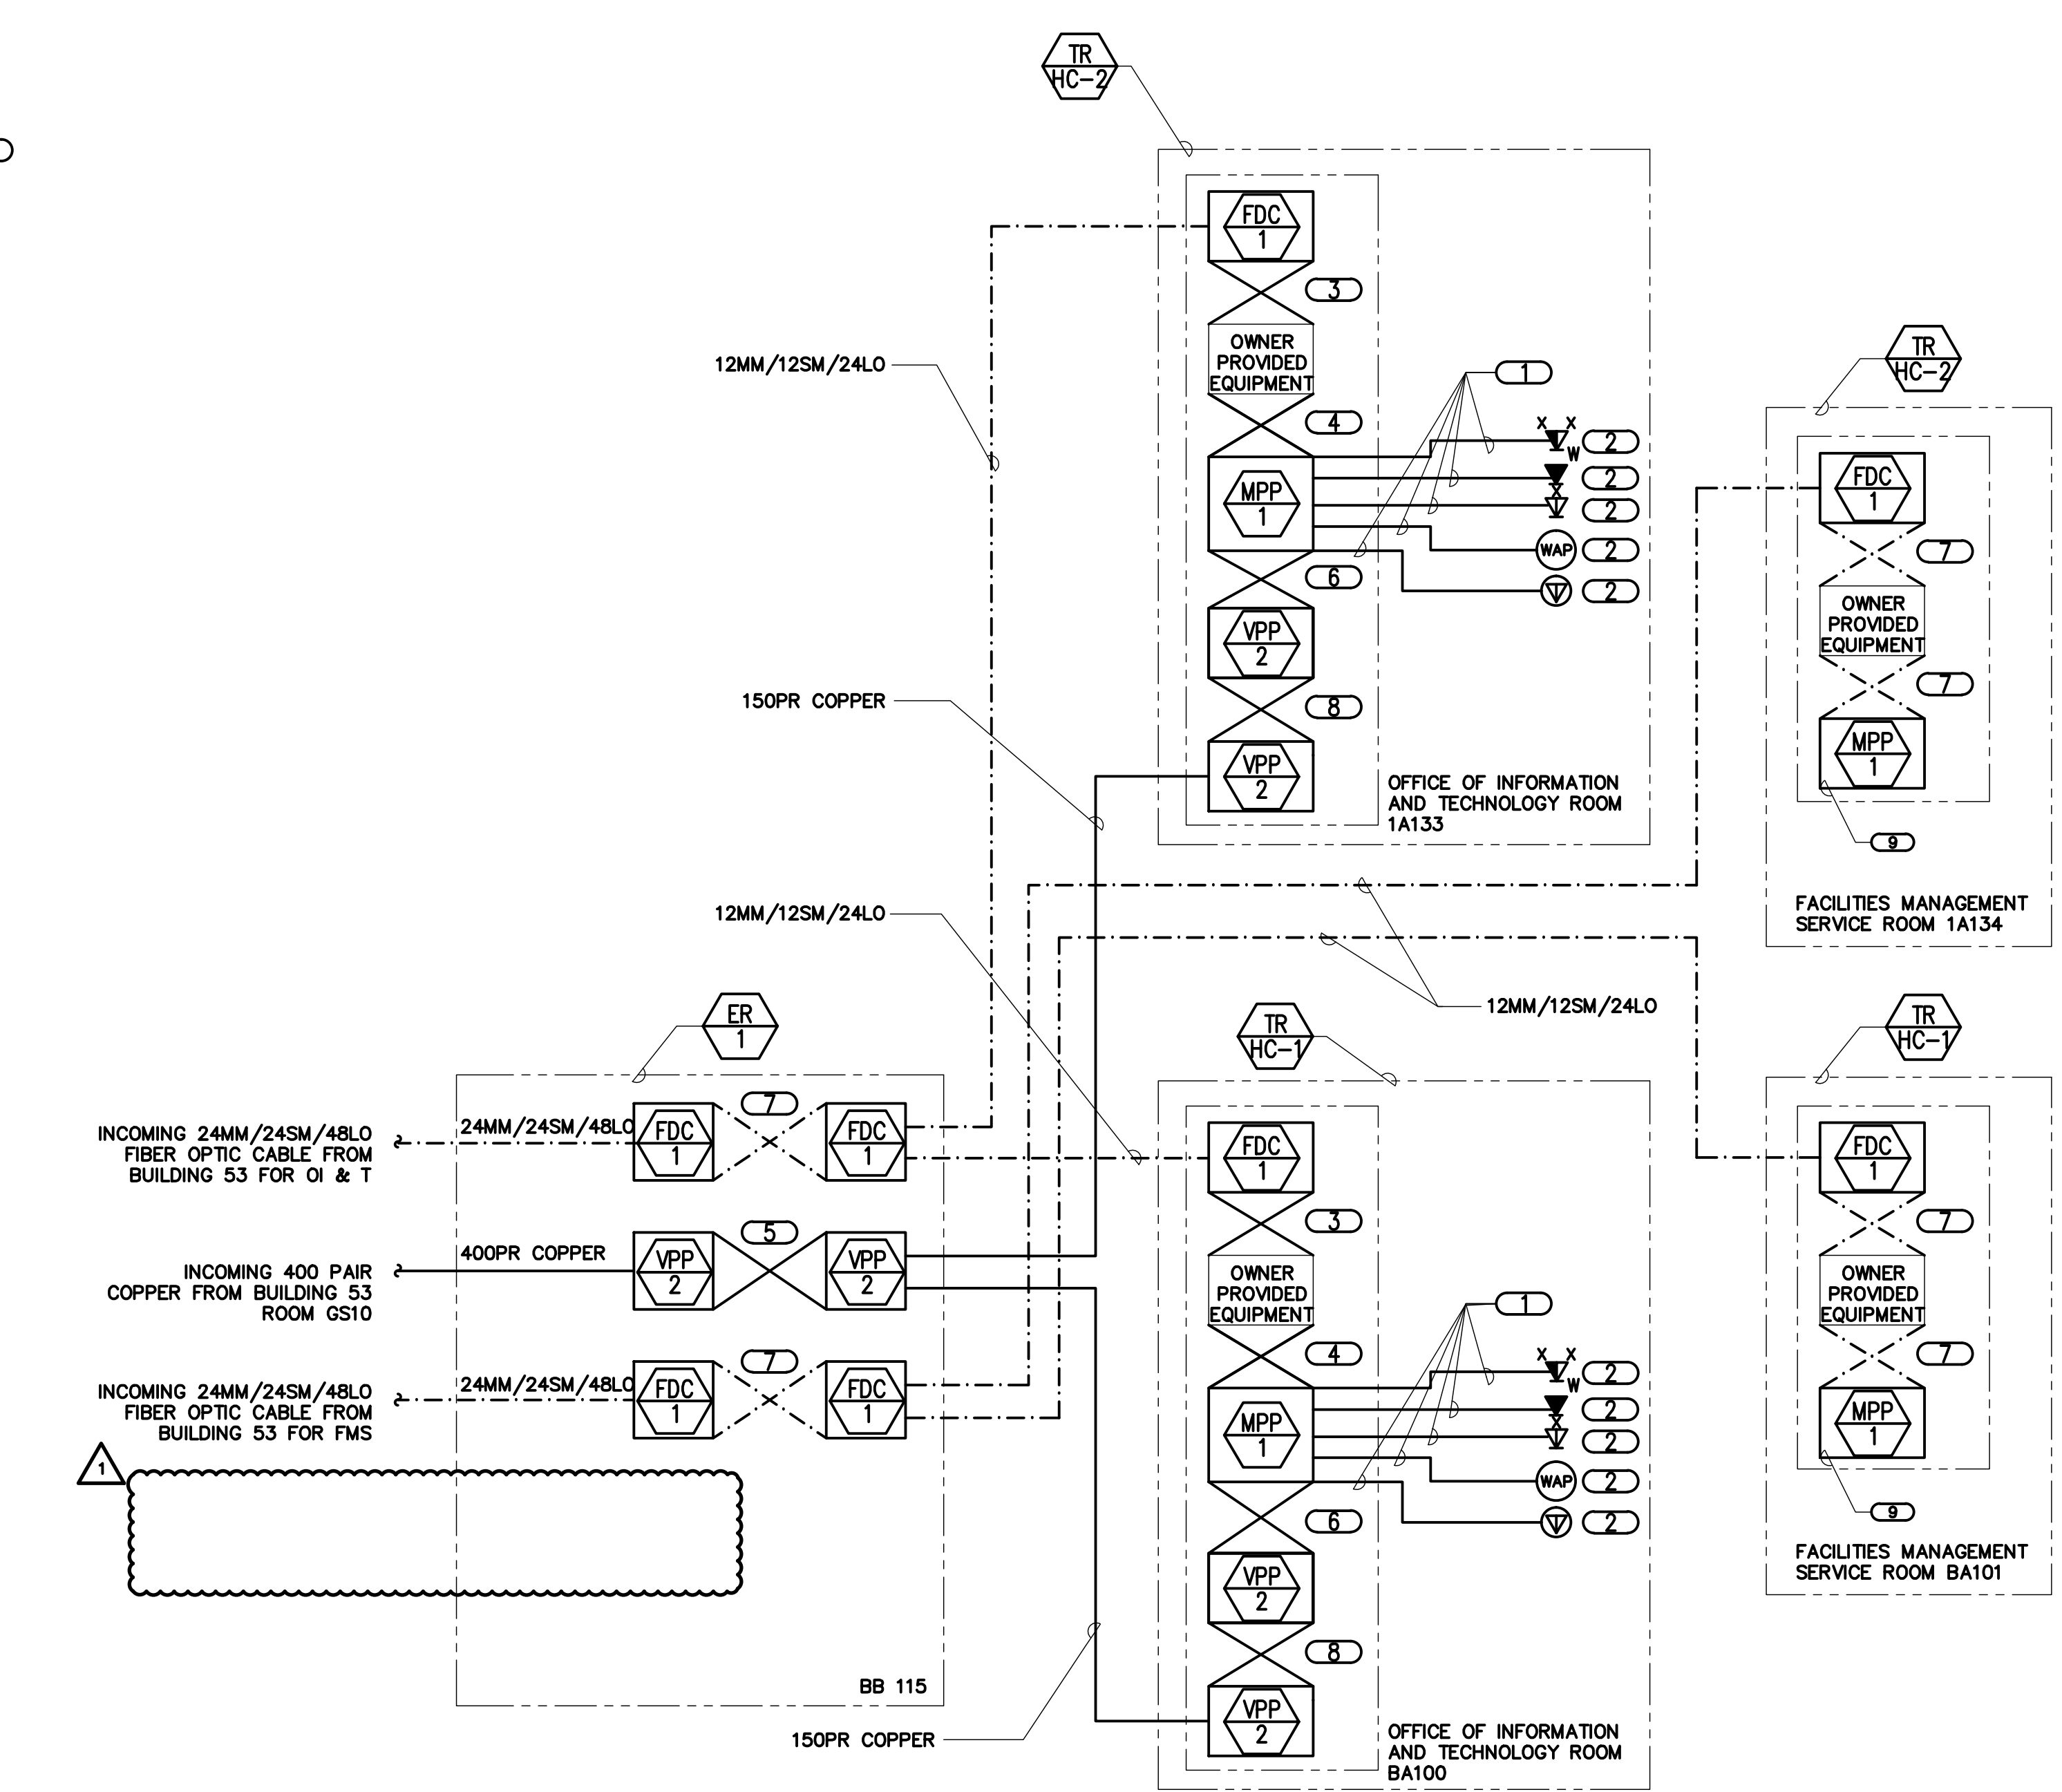 TR
HC-2
FDC
1
3
OWNER
PROVIDED
EQUIPMENT
12MM/12SM/24LO
1
4
X X
W
2
MPP
1
2
X
2
WAP
2
6
2
VPP
2
150PR COPPER
8
VPP
2
OFFICE OF INFORMATION
AND TECHNOLOGY ROOM
1A133
TR
HC-2
FDC
1
7
OWNER
PROVIDED
EQUIPMENT
7
MPP
1
9
FACILITIES MANAGEMENT
SERVICE ROOM 1A134
12MM/12SM/24LO
12MM/12SM/24LO
ER
1
INCOMING 24MM/24SM/48LO
FIBER OPTIC CABLE FROM
BUILDING 53 FOR OI & T
24MM/24SM/48LO
FDC
1
7
FDC
1
INCOMING 400 PAIR
COPPER FROM BUILDING 53
ROOM GS10
400PR COPPER
VPP
2
5
VPP
2
INCOMING 24MM/24SM/48LO
FIBER OPTIC CABLE FROM
BUILDING 53 FOR FMS
24MM/24SM/48LO
FDC
1
7
FDC
1
1
BB 115
150PR COPPER
TR
HC-1
FDC
1
3
OWNER
PROVIDED
EQUIPMENT
1
4
X X
W
2
MPP
1
2
X
2
WAP
2
6
2
VPP
2
8
VPP
2
OFFICE OF INFORMATION
AND TECHNOLOGY ROOM
BA100
TR
HC-1
FDC
1
7
OWNER
PROVIDED
EQUIPMENT
7
MPP
1
9
FACILITIES MANAGEMENT
SERVICE ROOM BA101